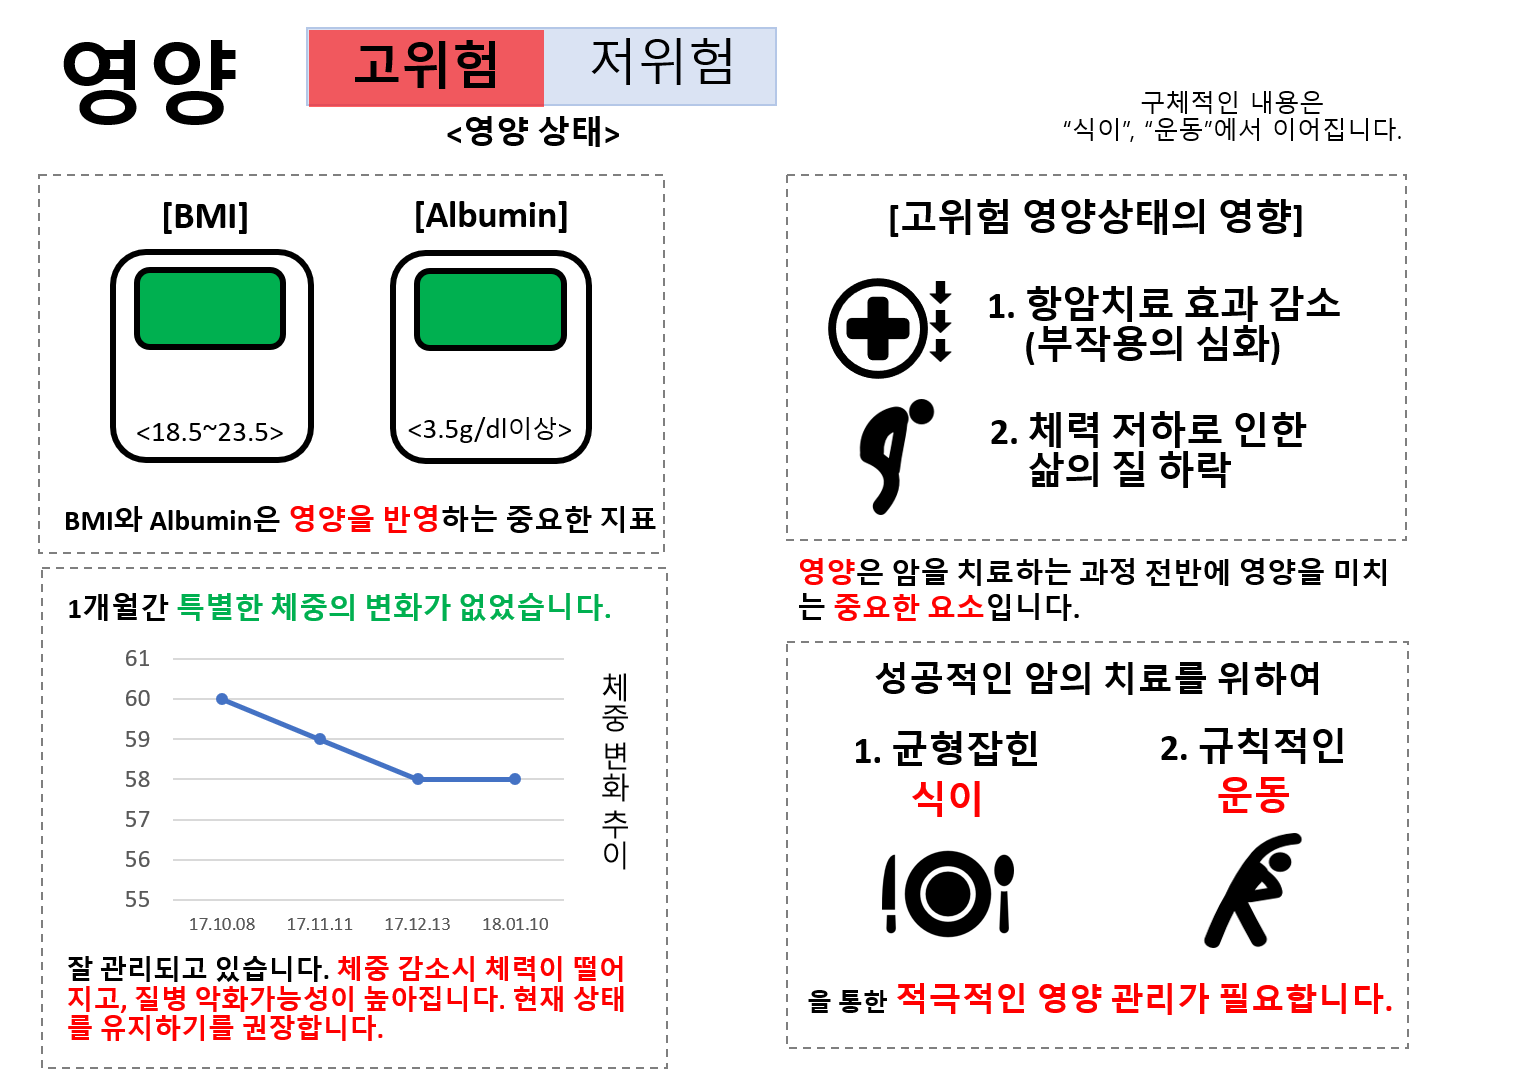 영양
고위험
저위험
<영양 상태>
구체적인 내용은
“식이”, “운동”에서 이어집니다.
[BMI]
[Albumin]
<18.5~23.5>
<3.5g/dl이상>
BMI와 Albumin은 영양을 반영하는 중요한 지표
1개월간 특별한 체중의 변화가 없었습니다.
61
60
59
58
57
56
55
17.10.08
17.11.11
17.12.13
18.01.10
체중 변화 추이
잘 관리되고 있습니다. 체중 감소시 체력이 떨어
지고, 질병 악화가능성이 높아집니다. 현재 상태
를 유지하기를 권장합니다.
[고위험 영양상태의 영향]
1. 항암치료 효과 감소
(부작용의 심화)
2. 체력 저하로 인한
삶의 질 하락
영양은 암을 치료하는 과정 전반에 영양을 미치
는 중요한 요소입니다.
성공적인 암의 치료를 위하여
1. 균형잡힌
식이
2. 규칙적인
운동
을 통한 적극적인 영양 관리가 필요합니다.